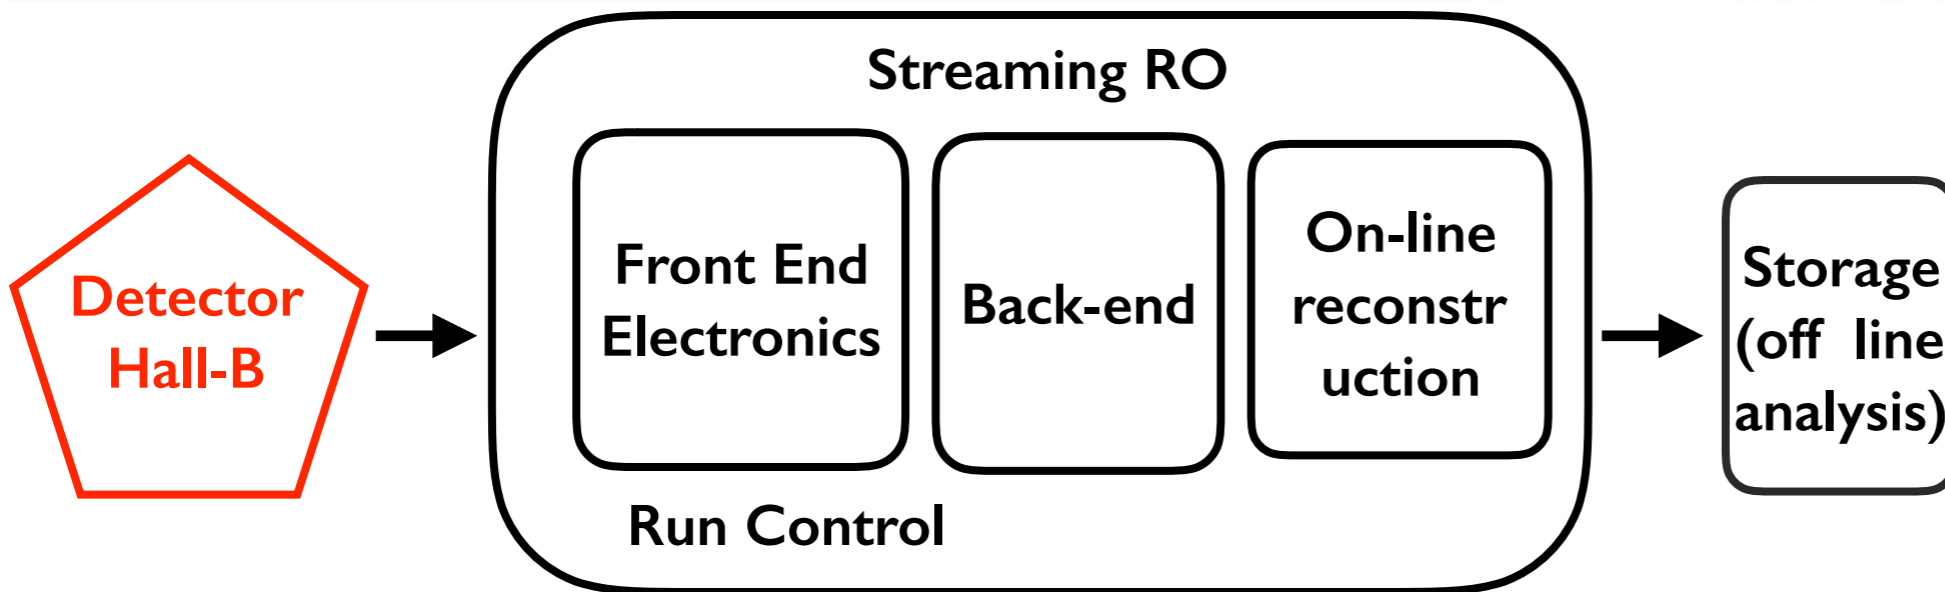 Streaming RO
Detector
Hall-B
Front End
Electronics
Back-end
On-line
reconstr
uction
Run Control
Storage
(off line
analysis)